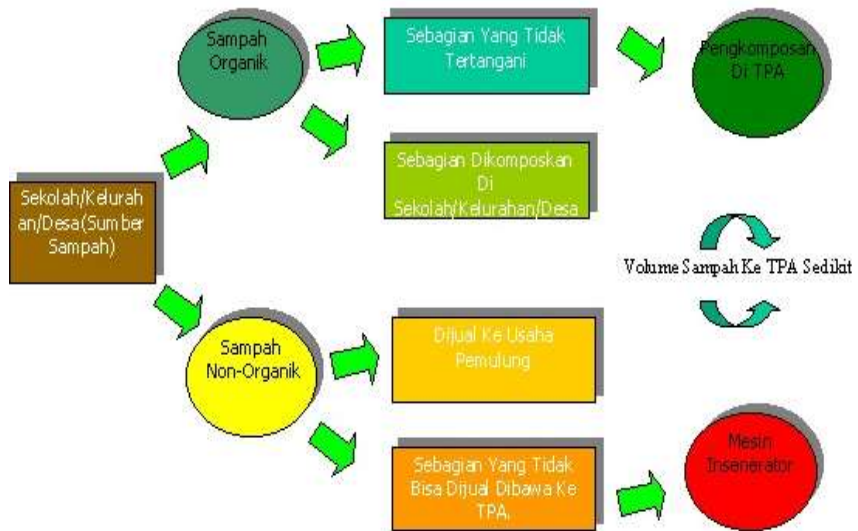 Sampah
Organik
Sebagian Yang Tidak
Tertangani
Pengkomposan
Di TPA
Sebagian Dikomposkan
Di
Sekolah/Kelurahan/Desa
Sekolah/Kelurah
an/Desa(Sumber
Sampah)
Volume Sampah Ke TPA Sedikit
Sampah
Non-Organik
Dijual Ke Usaha
Pemulung
Sebagian Yang Tidak
Bisa Dijual Dibawa Ke
TPA.
Mesin
Insenerator